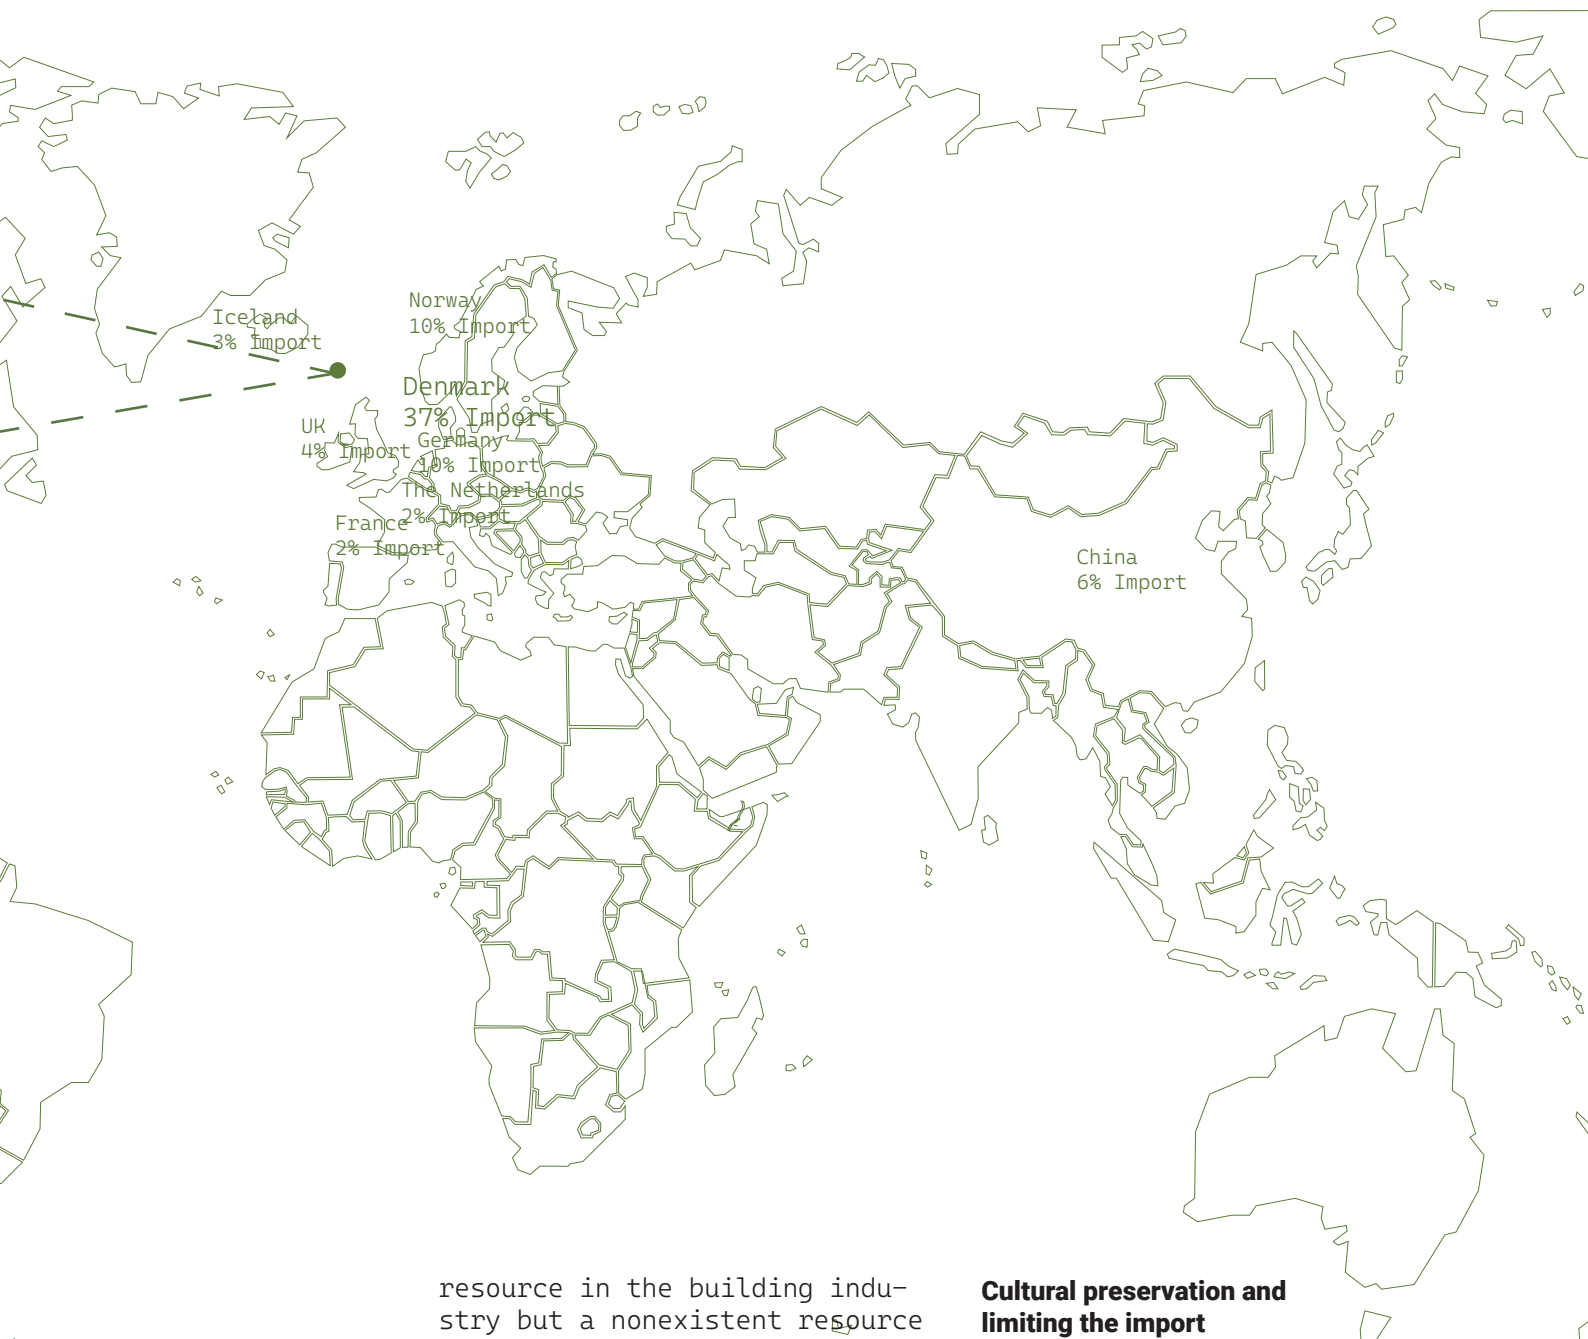 Iceland
3% Import
Norway
10% Import
Denmark
37% Import
UK
4% Import
Germany
10% Import
The Netherlands
2% Import
France
2% Import
China
6% Import
resource in the building indu–
stry but a nonexistent resource
Cultural preservation and
limiting the import